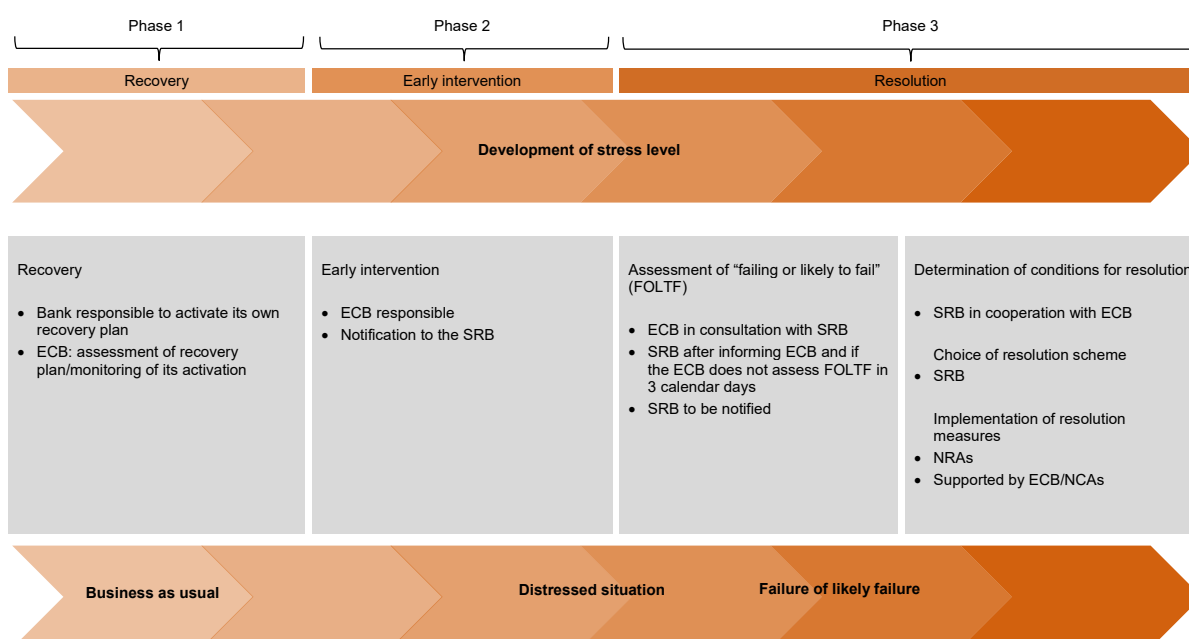 Phase 1
Phase 2
Phase 3
Recovery
Early intervention
Resolution
Development of stress level
Recovery
• Bank responsible to activate its own
recovery plan
• ECB: assessment of recovery
plan/monitoring of its activation
Early intervention
• ECB responsible
• Notification to the SRB
Assessment of “failing or likely to fail”
(FOLTF)
• ECB in consultation with SRB
• SRB after informing ECB and if
the ECB does not assess FOLTF in
3 calendar days
• SRB to be notified
Determination of conditions for resolution
• SRB in cooperation with ECB
Choice of resolution scheme
• SRB
Implementation of resolution
measures
• NRAs
• Supported by ECB/NCAs
Business as usual
Distressed situation
Failure of likely failure